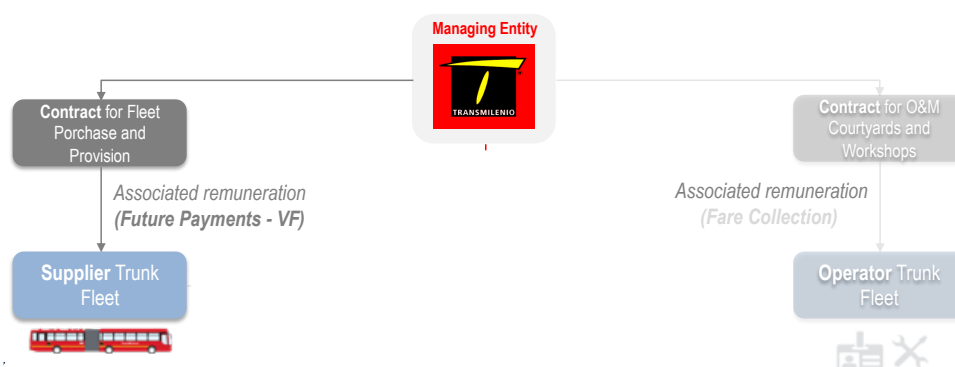 Managing Entity
TRANSMILENIO
Contract for Fleet
Porchase and
Provision
Contract for O&M
Courtyards and
Workshops
Associated remuneration
(Future Payments - VF)
Associated remuneration
(Fare Collection)
Supplier Trunk
Fleet
Operator Trunk
Fleet